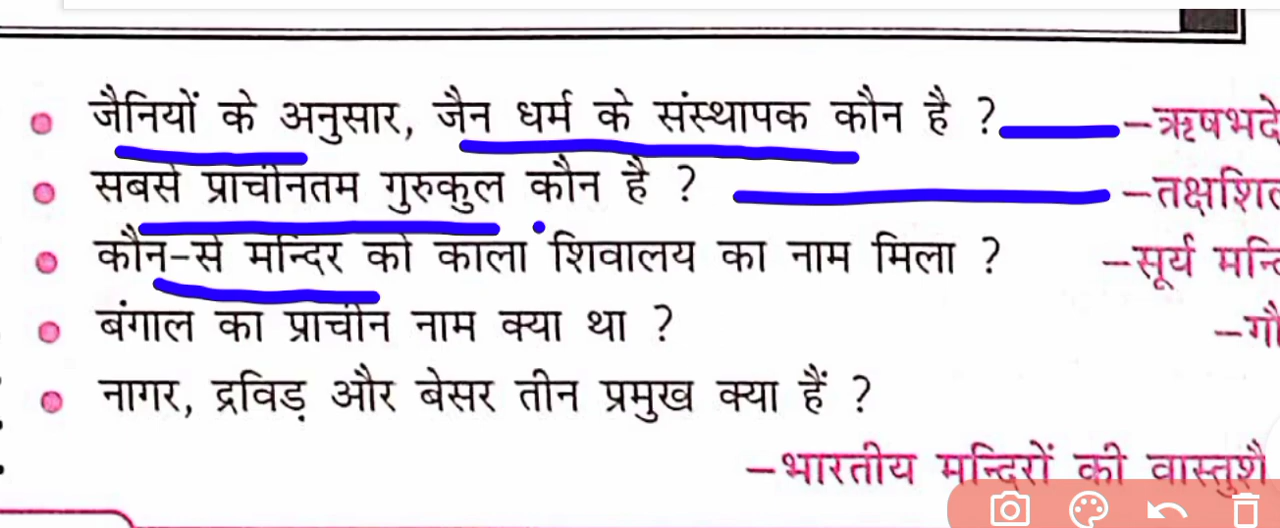 जैनियों के अनुसार, जैन धर्म के संस्थापक कौन है ? –ऋषभदे
सबसे प्राचीनतम गुरुकुल कौन है ? –तक्षशिल
कौन-से मन्दिर को काला शिवालय का नाम मिला ? –सूर्य मन्दि
बंगाल का प्राचीन नाम क्या था ? –गौ
नागर, द्रविड़ और बेसर तीन प्रमुख क्या हैं ?
–भारतीय मन्दिरों की वास्तुशै